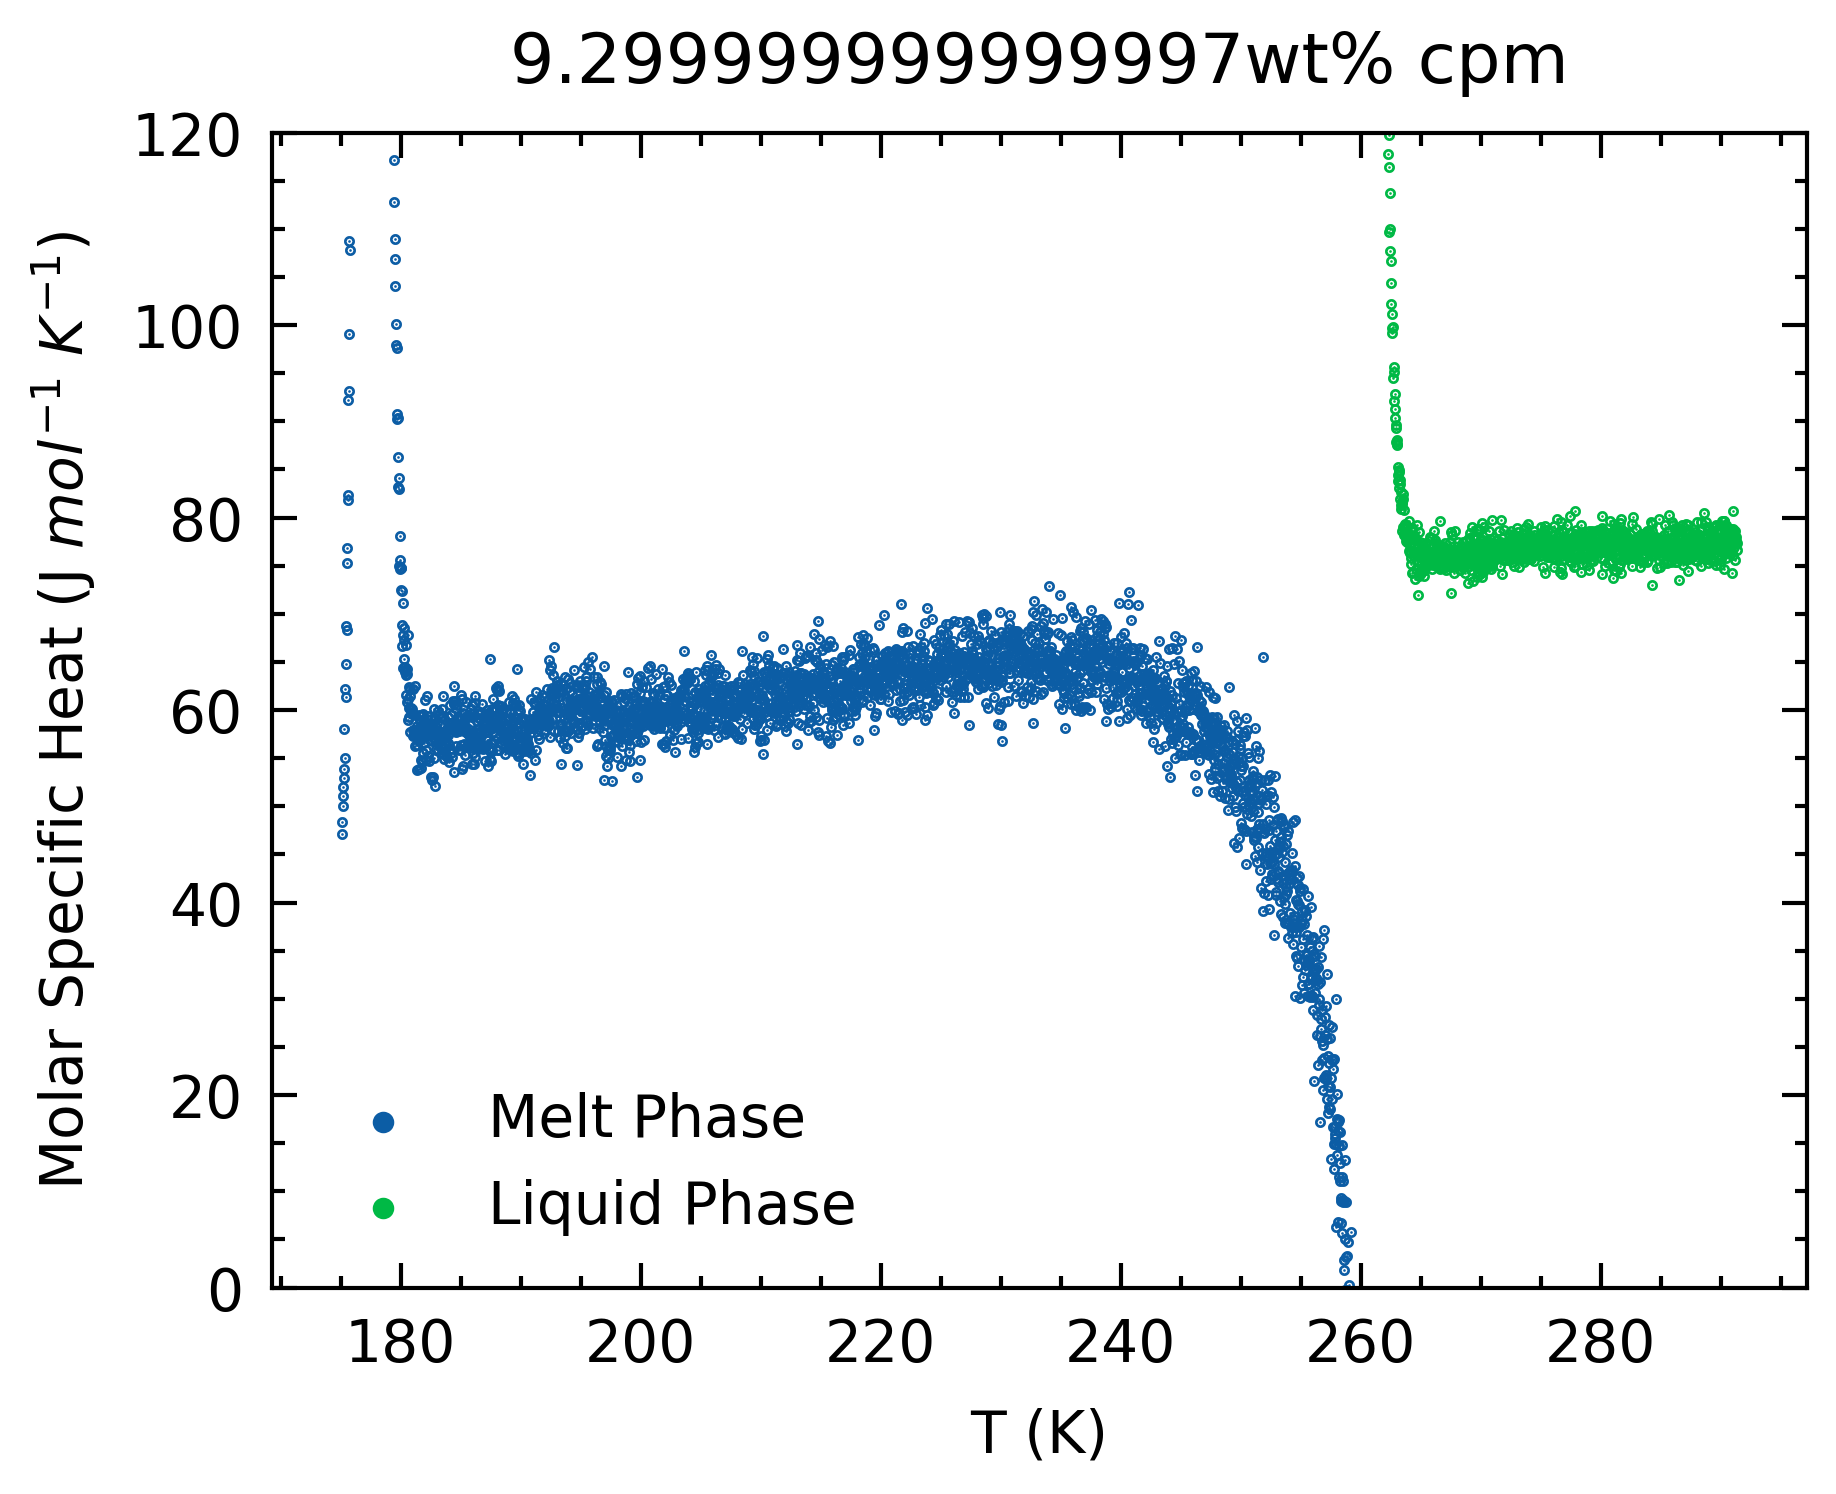 9.299999999999997wt% cpm
Molar Specific Heat (J mol⁻¹ K⁻¹)
120
100
80
60
40
20
0
Melt Phase
Liquid Phase
180 200 220 240 260 280
T (K)